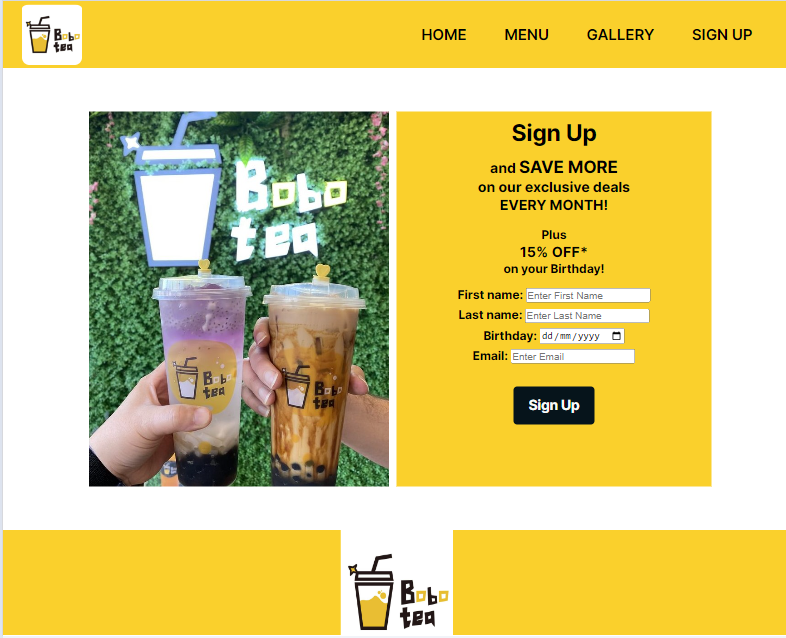 Bobo
tea
HOME MENU GALLERY SIGN UP
Bobo
tea
Bobo
tea
Bobo
tea
Sign Up
and SAVE MORE
on our exclusive deals
EVERY MONTH!
Plus
15% OFF*
on your Birthday!
First name: Enter First Name
Last name: Enter Last Name
Birthday: dd/mm/yyyy
Email: Enter Email
Sign Up
Bobo
tea